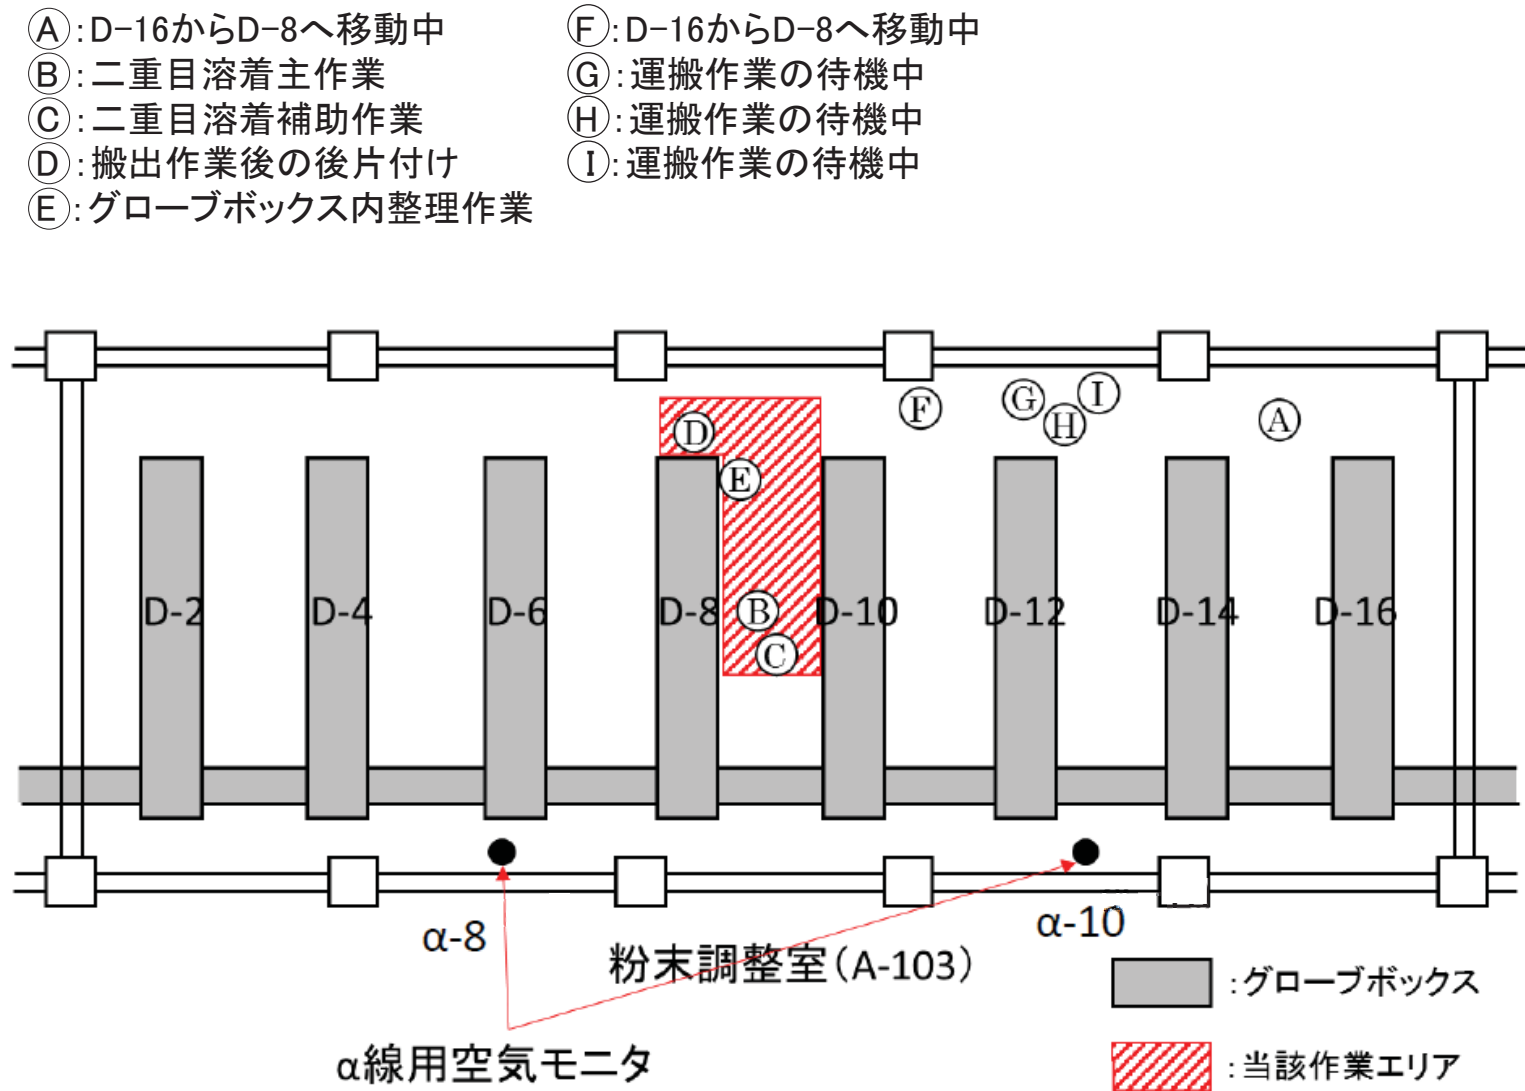 Ⓐ:D-16からD-8へ移動中
Ⓑ:二重目溶着主作業
Ⓒ:二重目溶着補助作業
Ⓓ:搬出作業後の後片付け
Ⓔ:グローブボックス内整理作業
Ⓕ:D-16からD-8へ移動中
Ⓖ:運搬作業の待機中
Ⓗ:運搬作業の待機中
Ⓘ:運搬作業の待機中
Ⓓ
Ⓔ
Ⓕ
Ⓖ
Ⓗ
Ⓘ
Ⓐ
D-2
D-4
D-6
D-8
Ⓑ
Ⓒ
D-10
D-12
D-14
D-16
α-8
α-10
粉末調整室(A-103)
α線用空気モニタ
:グローブボックス
:当該作業エリア